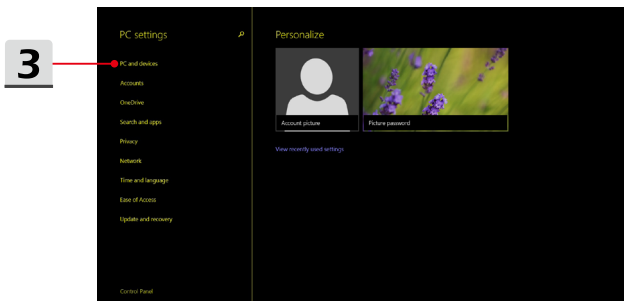 3
PC settings
PC and devices
Accounts
OneDrive
Search and apps
Privacy
Network
Time and language
Ease of Access
Update and recovery
Control Panel
Personalize
Account picture
Picture password
View recently used settings